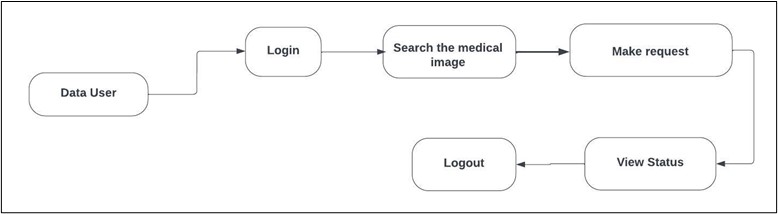 Data User
Login
Search the medical
image
Make request
View Status
Logout